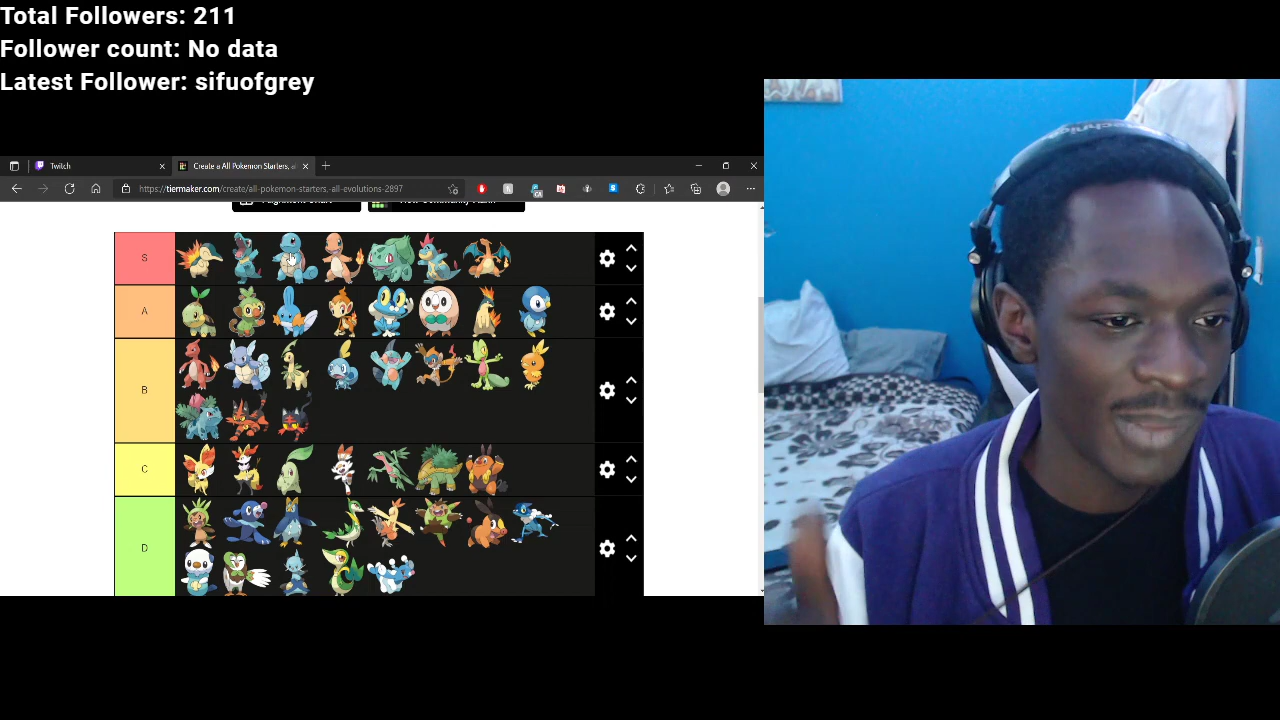 Total Followers: 211
Follower count: No data
Latest Follower: sifuofgrey
Twitch
Create a All Pokemon Starters, a
https://tiermaker.com/create/all-pokemon-starters,-all-evolutions-2897
S
A
B
C
D